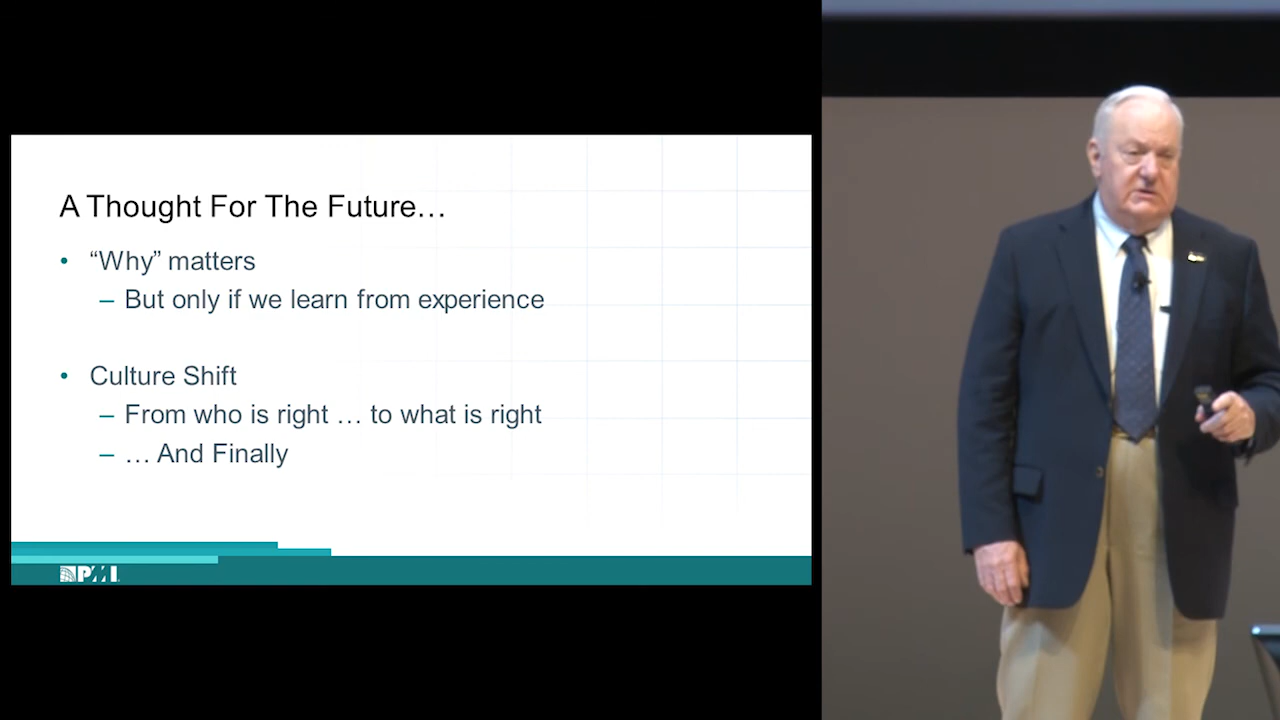 A Thought For The Future…
• “Why” matters
– But only if we learn from experience
• Culture Shift
– From who is right … to what is right
– … And Finally
PMI